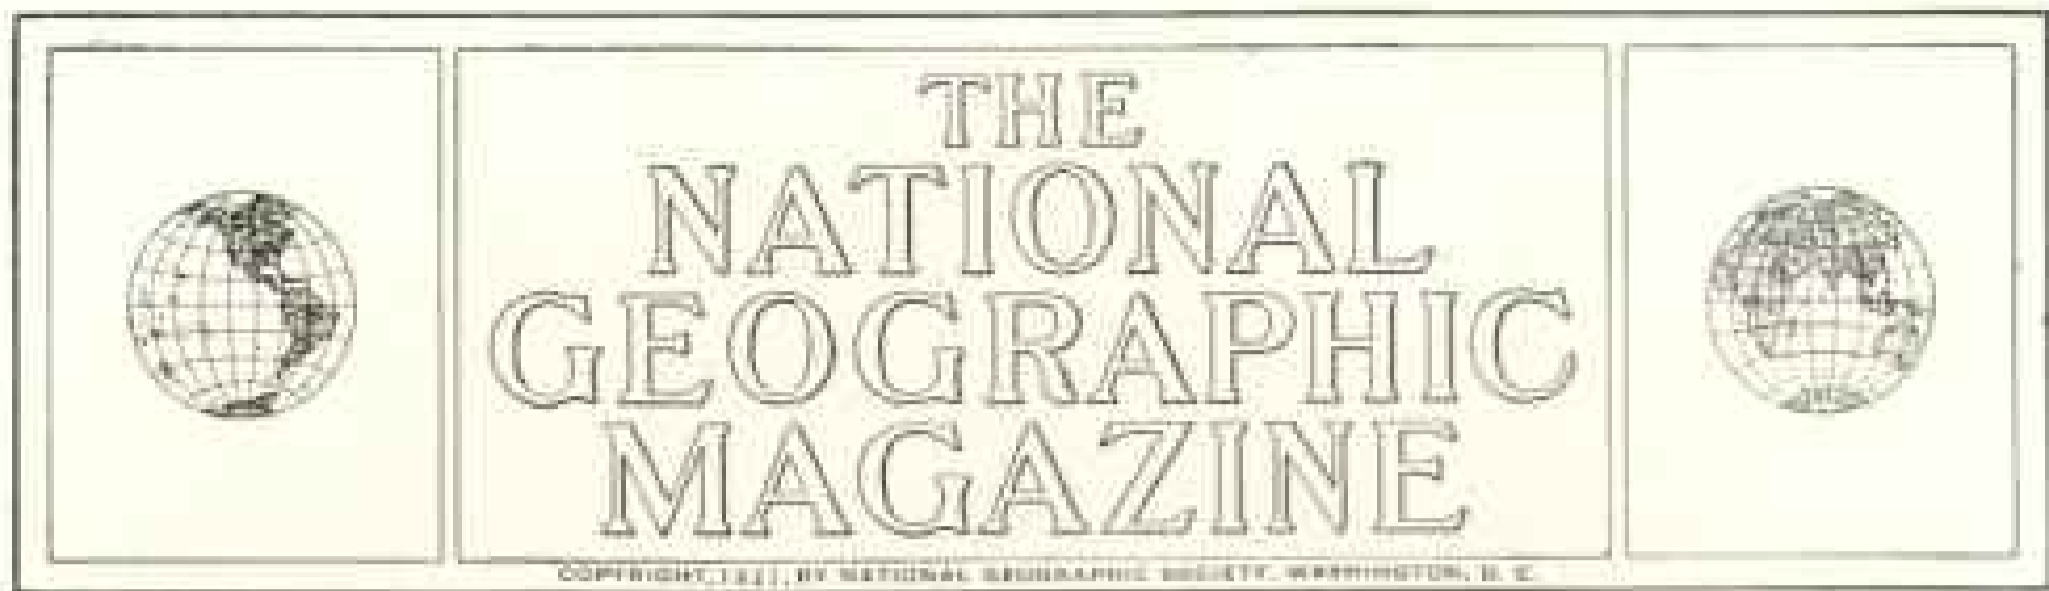 THE
NATIONAL
GEOGRAPHIC
MAGAZINE
COPYRIGHT, BY NATIONAL GEOGRAPHIC SOCIETY, WASHINGTON, D. C.